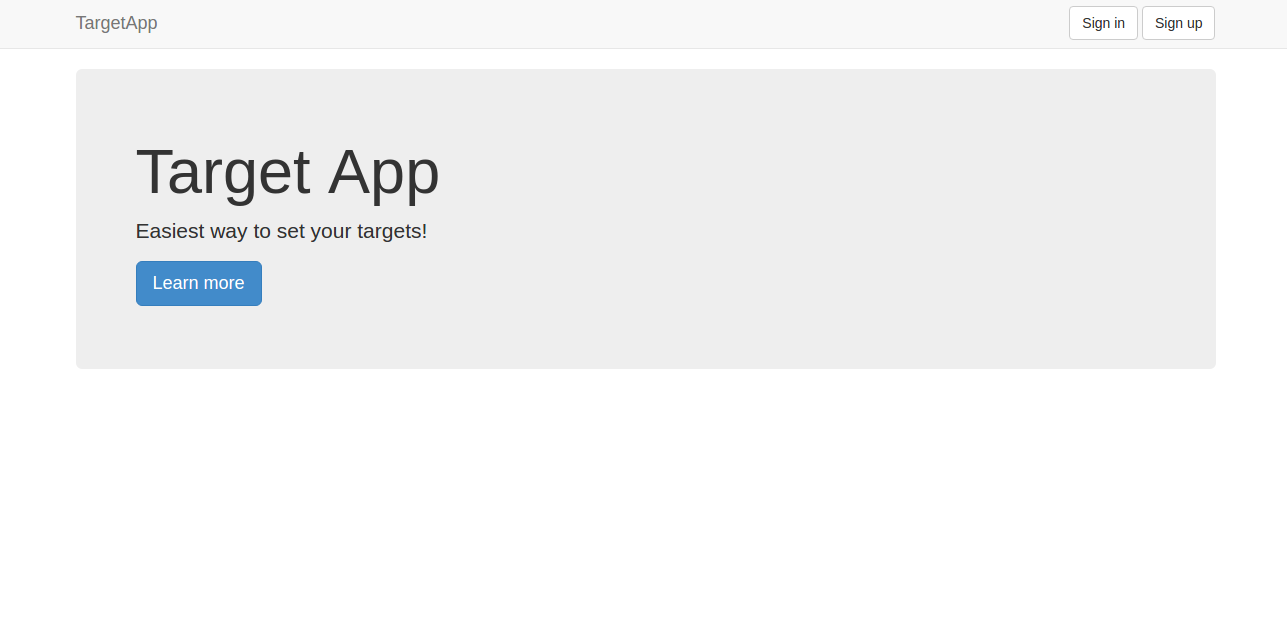 TargetApp
Sign in
Sign up
Target App
Easiest way to set your targets!
Learn more